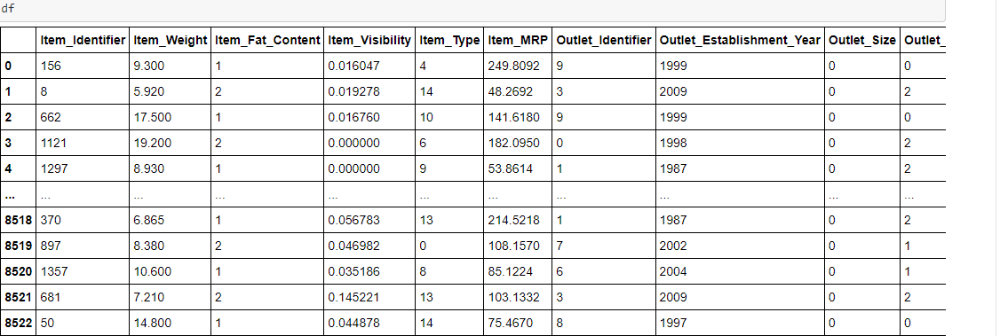 df
Item_Identifier Item_Weight Item_Fat_Content Item_Visibility Item_Type Item_MRP Outlet_Identifier Outlet_Establishment_Year Outlet_Size Outlet_
0 156 9.300 1 0.016047 4 249.8092 9 1999 0 0
1 8 5.920 2 0.019278 14 48.2692 3 2009 0 2
2 662 17.500 1 0.016760 10 141.6180 9 1999 0 0
3 1121 19.200 2 0.000000 6 182.0950 0 1998 0 2
4 1297 8.930 1 0.000000 9 53.8614 1 1987 0 2
... ... ... ... ... ... ... ... ... ... ...
8518 370 6.865 1 0.056783 13 214.5218 1 1987 0 2
8519 897 8.380 2 0.046982 0 108.1570 7 2002 0 1
8520 1357 10.600 1 0.035186 8 85.1224 6 2004 0 1
8521 681 7.210 2 0.145221 13 103.1332 3 2009 0 2
8522 50 14.800 1 0.044878 14 75.4670 8 1997 0 0